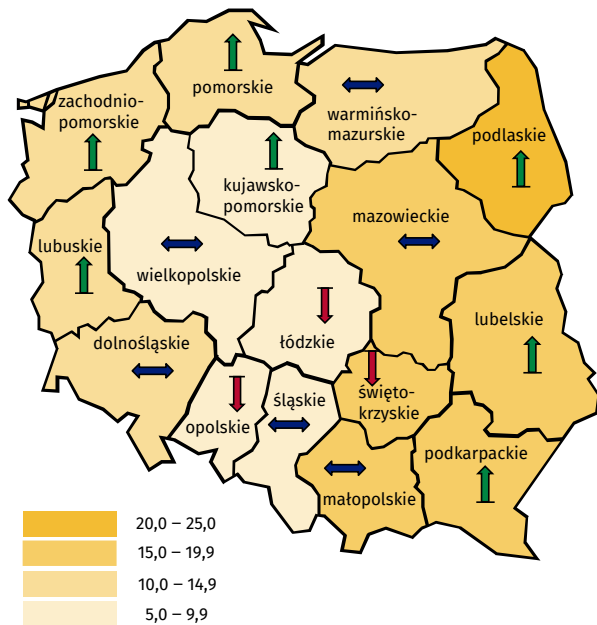 pomorskie
zachodnio-
pomorskie
warmińsko-
mazurskie
podlaskie
kujawsko-
pomorskie
mazowieckie
lubuskie
wielkopolskie
łódzkie
lubelskie
dolnośląskie
śląskie
opolskie
święto-
krzyskie
podkarpackie
małopolskie
20,0 – 25,0
15,0 – 19,9
10,0 – 14,9
5,0 – 9,9